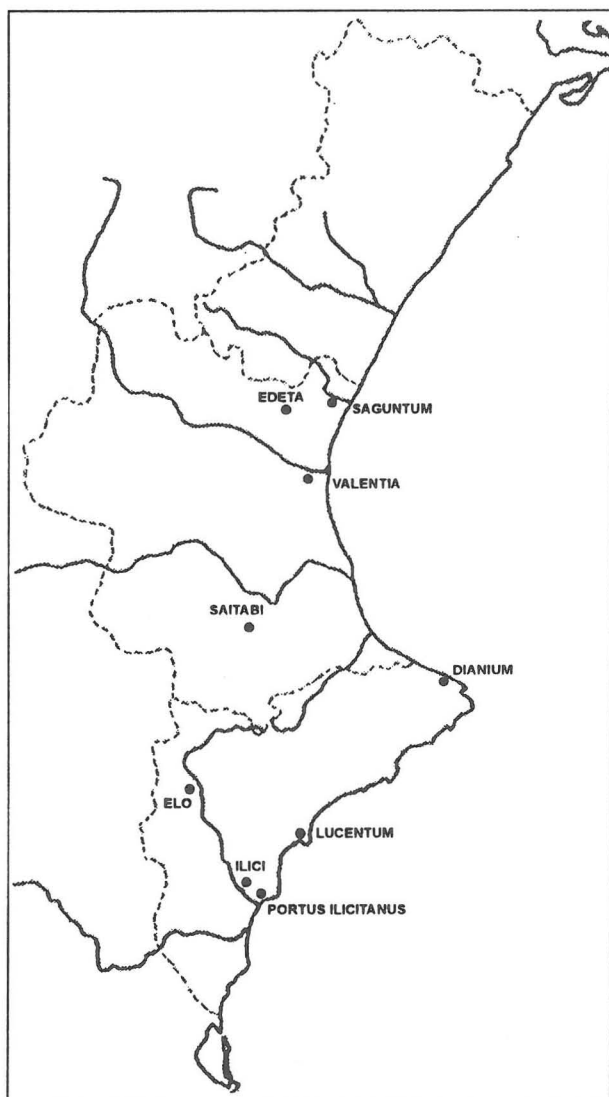 EDETA
SAGUNTUM
VALENTIA
SAITABI
DIANIUM
ELO
LUCENTUM
ILICI
PORTUS ILICITANUS